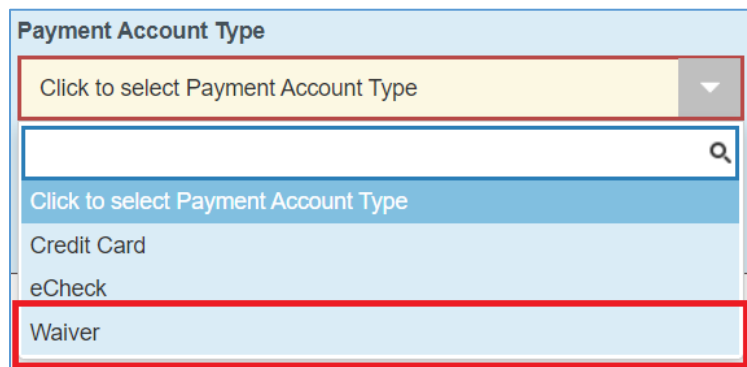 Payment Account Type
Click to select Payment Account Type
Click to select Payment Account Type
Credit Card
eCheck
Waiver